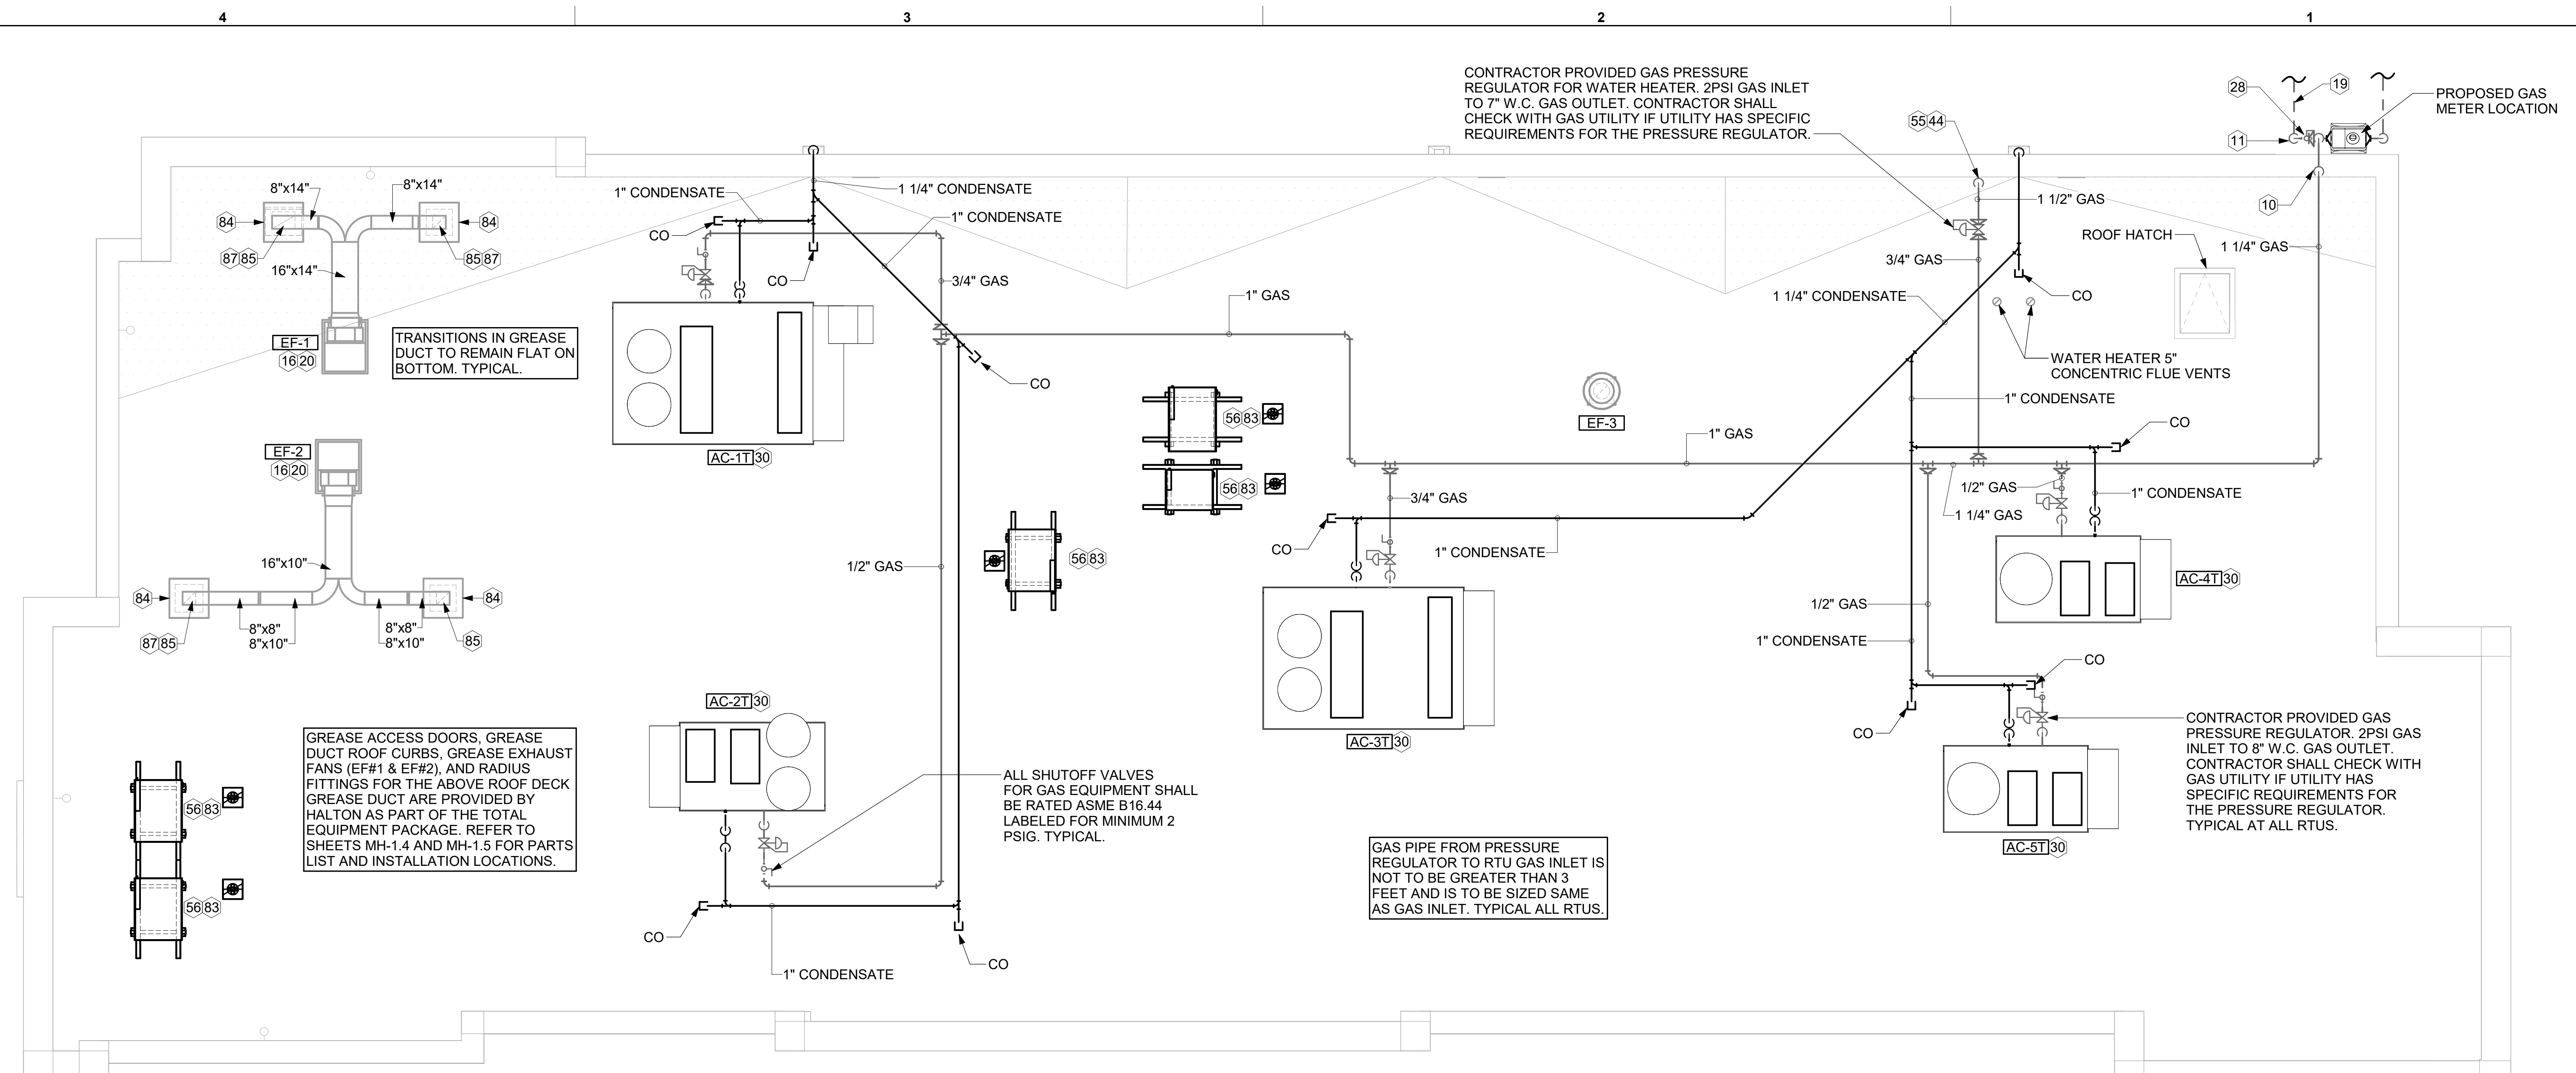 4
3
2
1
CONTRACTOR PROVIDED GAS PRESSURE
REGULATOR FOR WATER HEATER. 2PSI GAS INLET
TO 7" W.C. GAS OUTLET. CONTRACTOR SHALL
CHECK WITH GAS UTILITY IF UTILITY HAS SPECIFIC
REQUIREMENTS FOR THE PRESSURE REGULATOR.
55 44
28
19
11
10
PROPOSED GAS
METER LOCATION
8"x14"
8"x14"
84
84
87 85
85 87
16"x14"
EF-1
16 20
TRANSITIONS IN GREASE
DUCT TO REMAIN FLAT ON
BOTTOM. TYPICAL.
1" CONDENSATE
1 1/4" CONDENSATE
1" CONDENSATE
CO
CO
3/4" GAS
1" GAS
CO
AC-1T 30
1 1/2" GAS
3/4" GAS
ROOF HATCH
1 1/4" GAS
1 1/4" CONDENSATE
CO
WATER HEATER 5"
CONCENTRIC FLUE VENTS
1" CONDENSATE
CO
EF-3
56 83
56 83
56 83
1" GAS
3/4" GAS
1/2" GAS
1" CONDENSATE
1 1/4" GAS
CO
1" CONDENSATE
AC-4T 30
EF-2
16 20
16"x10"
84
84
8"x8"
8"x10"
8"x8"
8"x10"
87 85
85
1/2" GAS
1/2" GAS
1" CONDENSATE
CO
CO
AC-2T 30
AC-3T 30
AC-5T 30
GREASE ACCESS DOORS, GREASE
DUCT ROOF CURBS, GREASE EXHAUST
FANS (EF#1 & EF#2), AND RADIUS
FITTINGS FOR THE ABOVE ROOF DECK
GREASE DUCT ARE PROVIDED BY
HALTON AS PART OF THE TOTAL
EQUIPMENT PACKAGE. REFER TO
SHEETS MH-1.4 AND MH-1.5 FOR PARTS
LIST AND INSTALLATION LOCATIONS.
56 83
56 83
ALL SHUTOFF VALVES
FOR GAS EQUIPMENT SHALL
BE RATED ASME B16.44
LABELED FOR MINIMUM 2
PSIG. TYPICAL.
CONTRACTOR PROVIDED GAS
PRESSURE REGULATOR. 2PSI GAS
INLET TO 8" W.C. GAS OUTLET.
CONTRACTOR SHALL CHECK WITH
GAS UTILITY IF UTILITY HAS
SPECIFIC REQUIREMENTS FOR
THE PRESSURE REGULATOR.
TYPICAL AT ALL RTUS.
GAS PIPE FROM PRESSURE
REGULATOR TO RTU GAS INLET IS
NOT TO BE GREATER THAN 3
FEET AND IS TO BE SIZED SAME
AS GAS INLET. TYPICAL ALL RTUS.
CO
CO
1" CONDENSATE